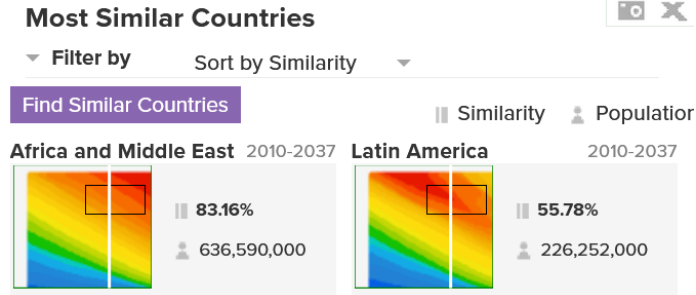 Most Similar Countries
Filter by
Sort by Similarity
Find Similar Countries
Similarity
Population
Africa and Middle East 2010-2037
83.16%
636,590,000
Latin America 2010-2037
55.78%
226,252,000